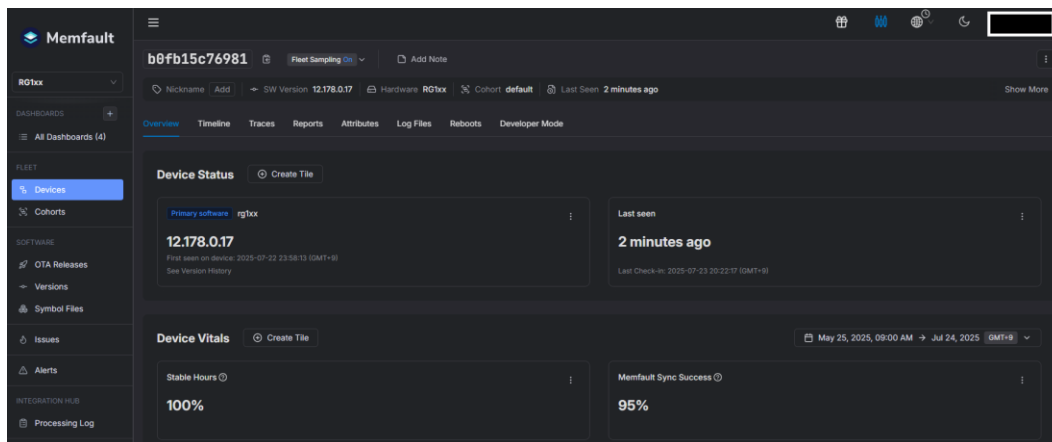 Memfault
RG1xx
DASHBOARDS
All Dashboards (4)
FLEET
Devices
Cohorts
SOFTWARE
OTA Releases
Versions
Symbol Files
Issues
Alerts
INTEGRATION HUB
Processing Log
b0fb15c76981 Fleet Sampling On Add Note
Nickname Add SW Version 12.178.0.17 Hardware RG1xx Cohort default Last Seen 2 minutes ago Show More
Overview Timeline Traces Reports Attributes Log Files Reboots Developer Mode
Device Status Create Tile
Primary software rg1xx
12.178.0.17
First seen on device: 2025-07-22 23:58:13 (GMT+9)
See Version History
Last seen
2 minutes ago
Last Check-in: 2025-07-23 20:22:17 (GMT+9)
Device Vitals Create Tile May 25, 2025, 09:00 AM → Jul 24, 2025 GMT+9
Stable Hours
100%
Memfault Sync Success
95%